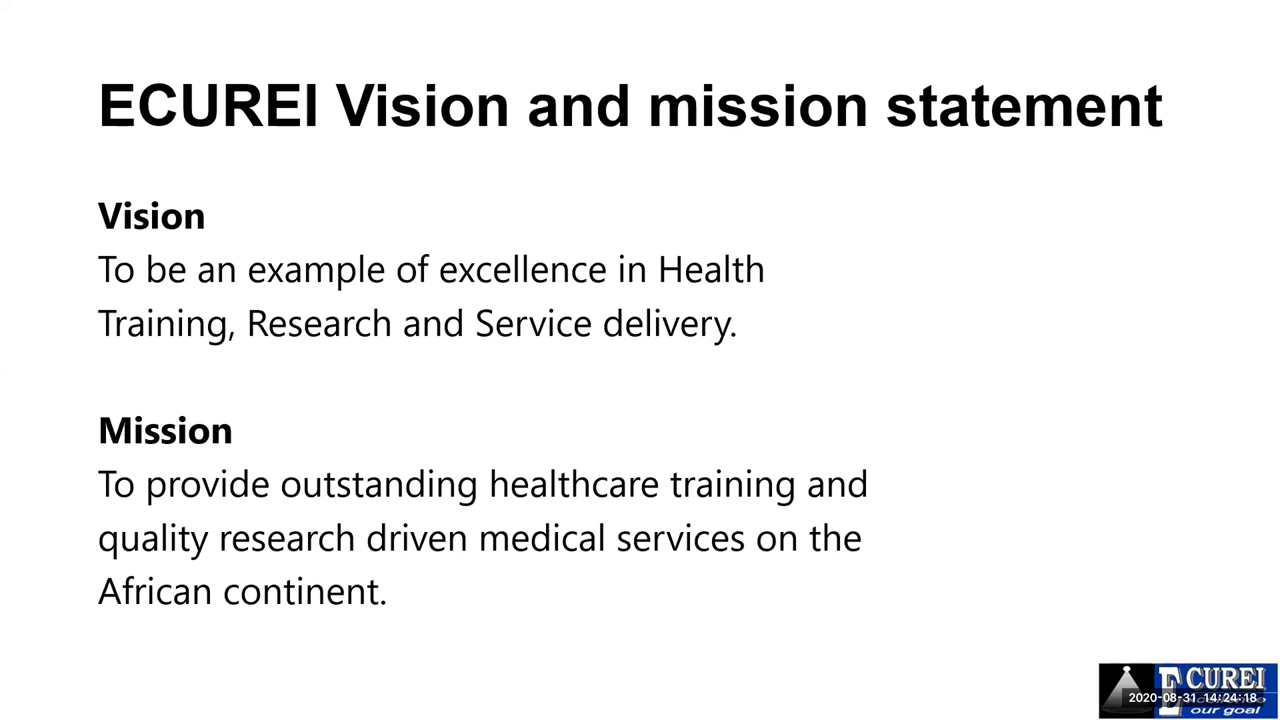 ECUREI Vision and mission statement
Vision
To be an example of excellence in Health
Training, Research and Service delivery.
Mission
To provide outstanding healthcare training and
quality research driven medical services on the
African continent.
ECUREI
2020-08-31 14:24:18
our goal